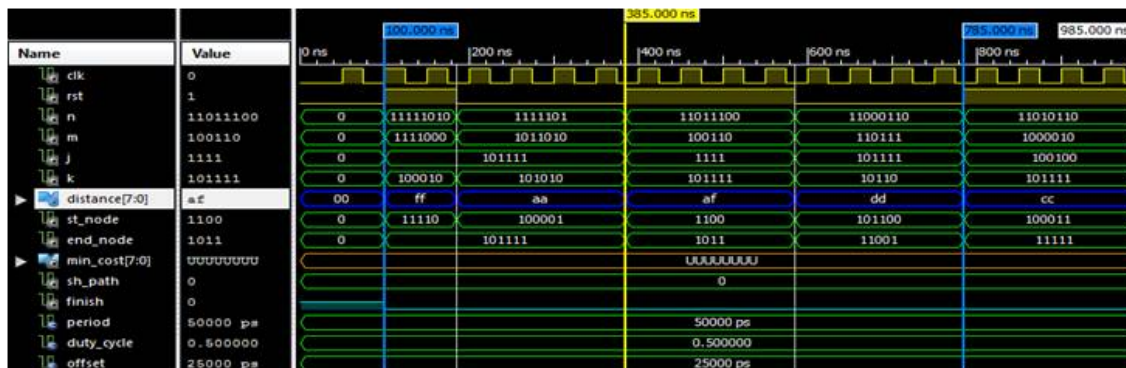 385.000 ns
100.000 ns 785.000 ns 985.000 ns
Name Value 0 ns 200 ns 400 ns 600 ns 800 ns
clk 0
rst 1
n 11011100 0 11111010 1111101 11011100 11000110 11010110
m 100110 0 1111000 1011010 100110 110111 1000010
j 1111 0 101111 1111 101111 100100
k 101111 0 100010 101010 101111 10110 101111
distance[7:0] af 00 ff aa af dd cc
st_node 1100 0 11110 100001 1100 101100 100011
end_node 1011 0 101111 1011 11001 11111
min_cost[7:0] UUUUUUUU UUUUUUUU
sh_path 0 0
finish 0
period 50000 ps 50000 ps
duty_cycle 0.500000 0.500000
offset 25000 ps 25000 ps